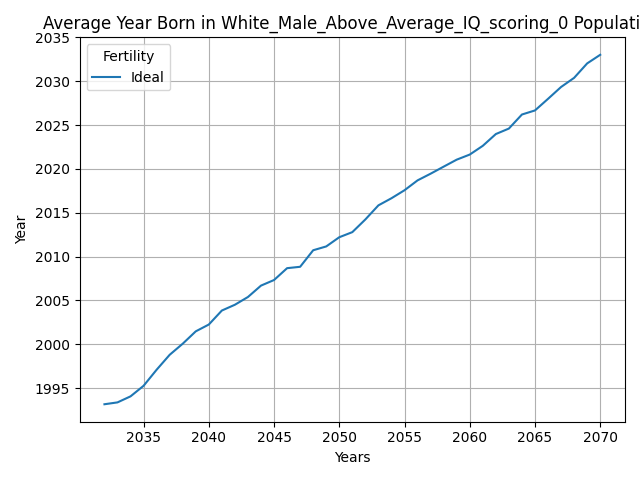 Average Year Born in White_Male_Above_Average_IQ_scoring_0 Populati
2035
Fertility
Ideal
2030
2025
2020
2015
2010
2005
2000
1995
Year
2035 2040 2045 2050 2055 2060 2065 2070
Years